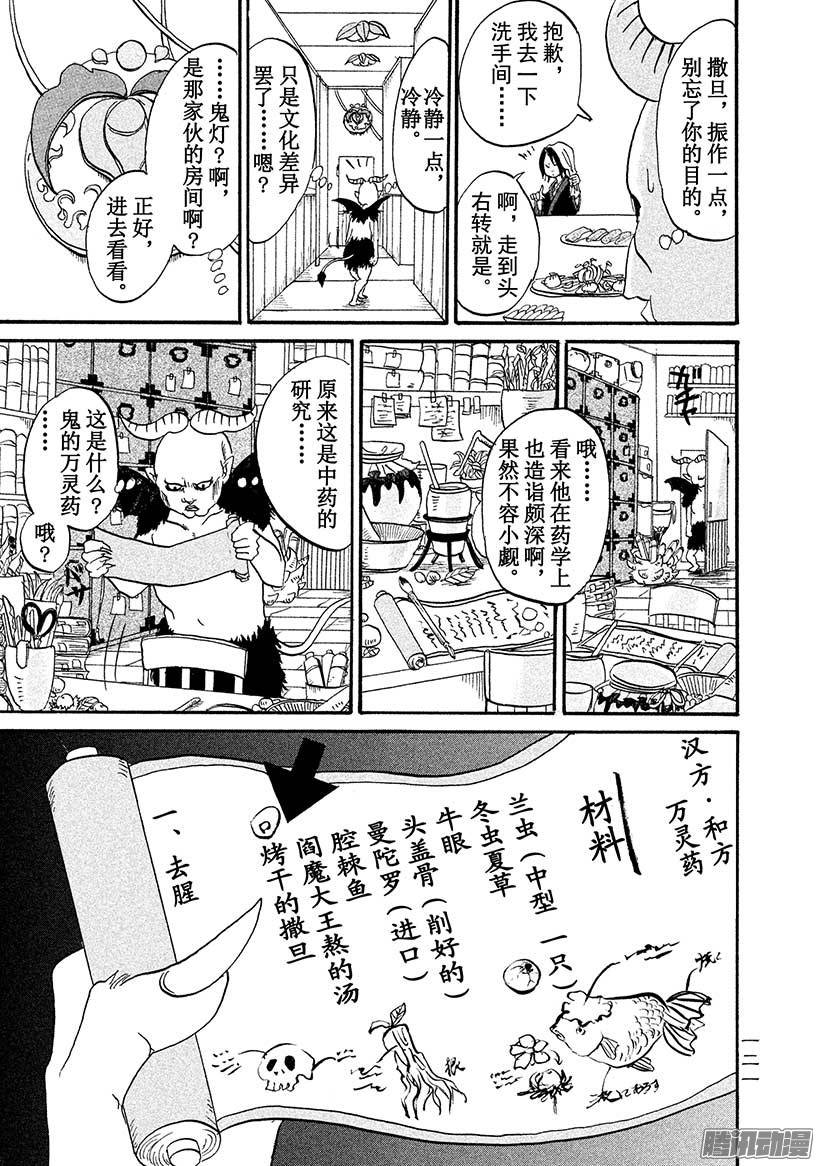 撒旦，振作一点，
别忘了你的目的。
抱歉，
我去一下
洗手间……
啊，走到头
右转就是。
冷静一点，
冷静。
只是文化差异
罢了……嗯？
……鬼灯？啊，
是那家伙的房间啊？
正好，
进去看看。
哦……
看来他在药学上
也造诣颇深啊，
果然不容小觑。
原来这是中药的
研究……
这是什么？
鬼的万灵药
……
哦？
汉方·和方
万灵药
材料
兰虫（中型 一只）
冬虫夏草
牛眼
头盖骨（削好的）
曼陀罗（进口）
腔棘鱼
阎魔大王熬的汤
烤干的撒旦
一、去腥
根
一二一
腾讯动漫